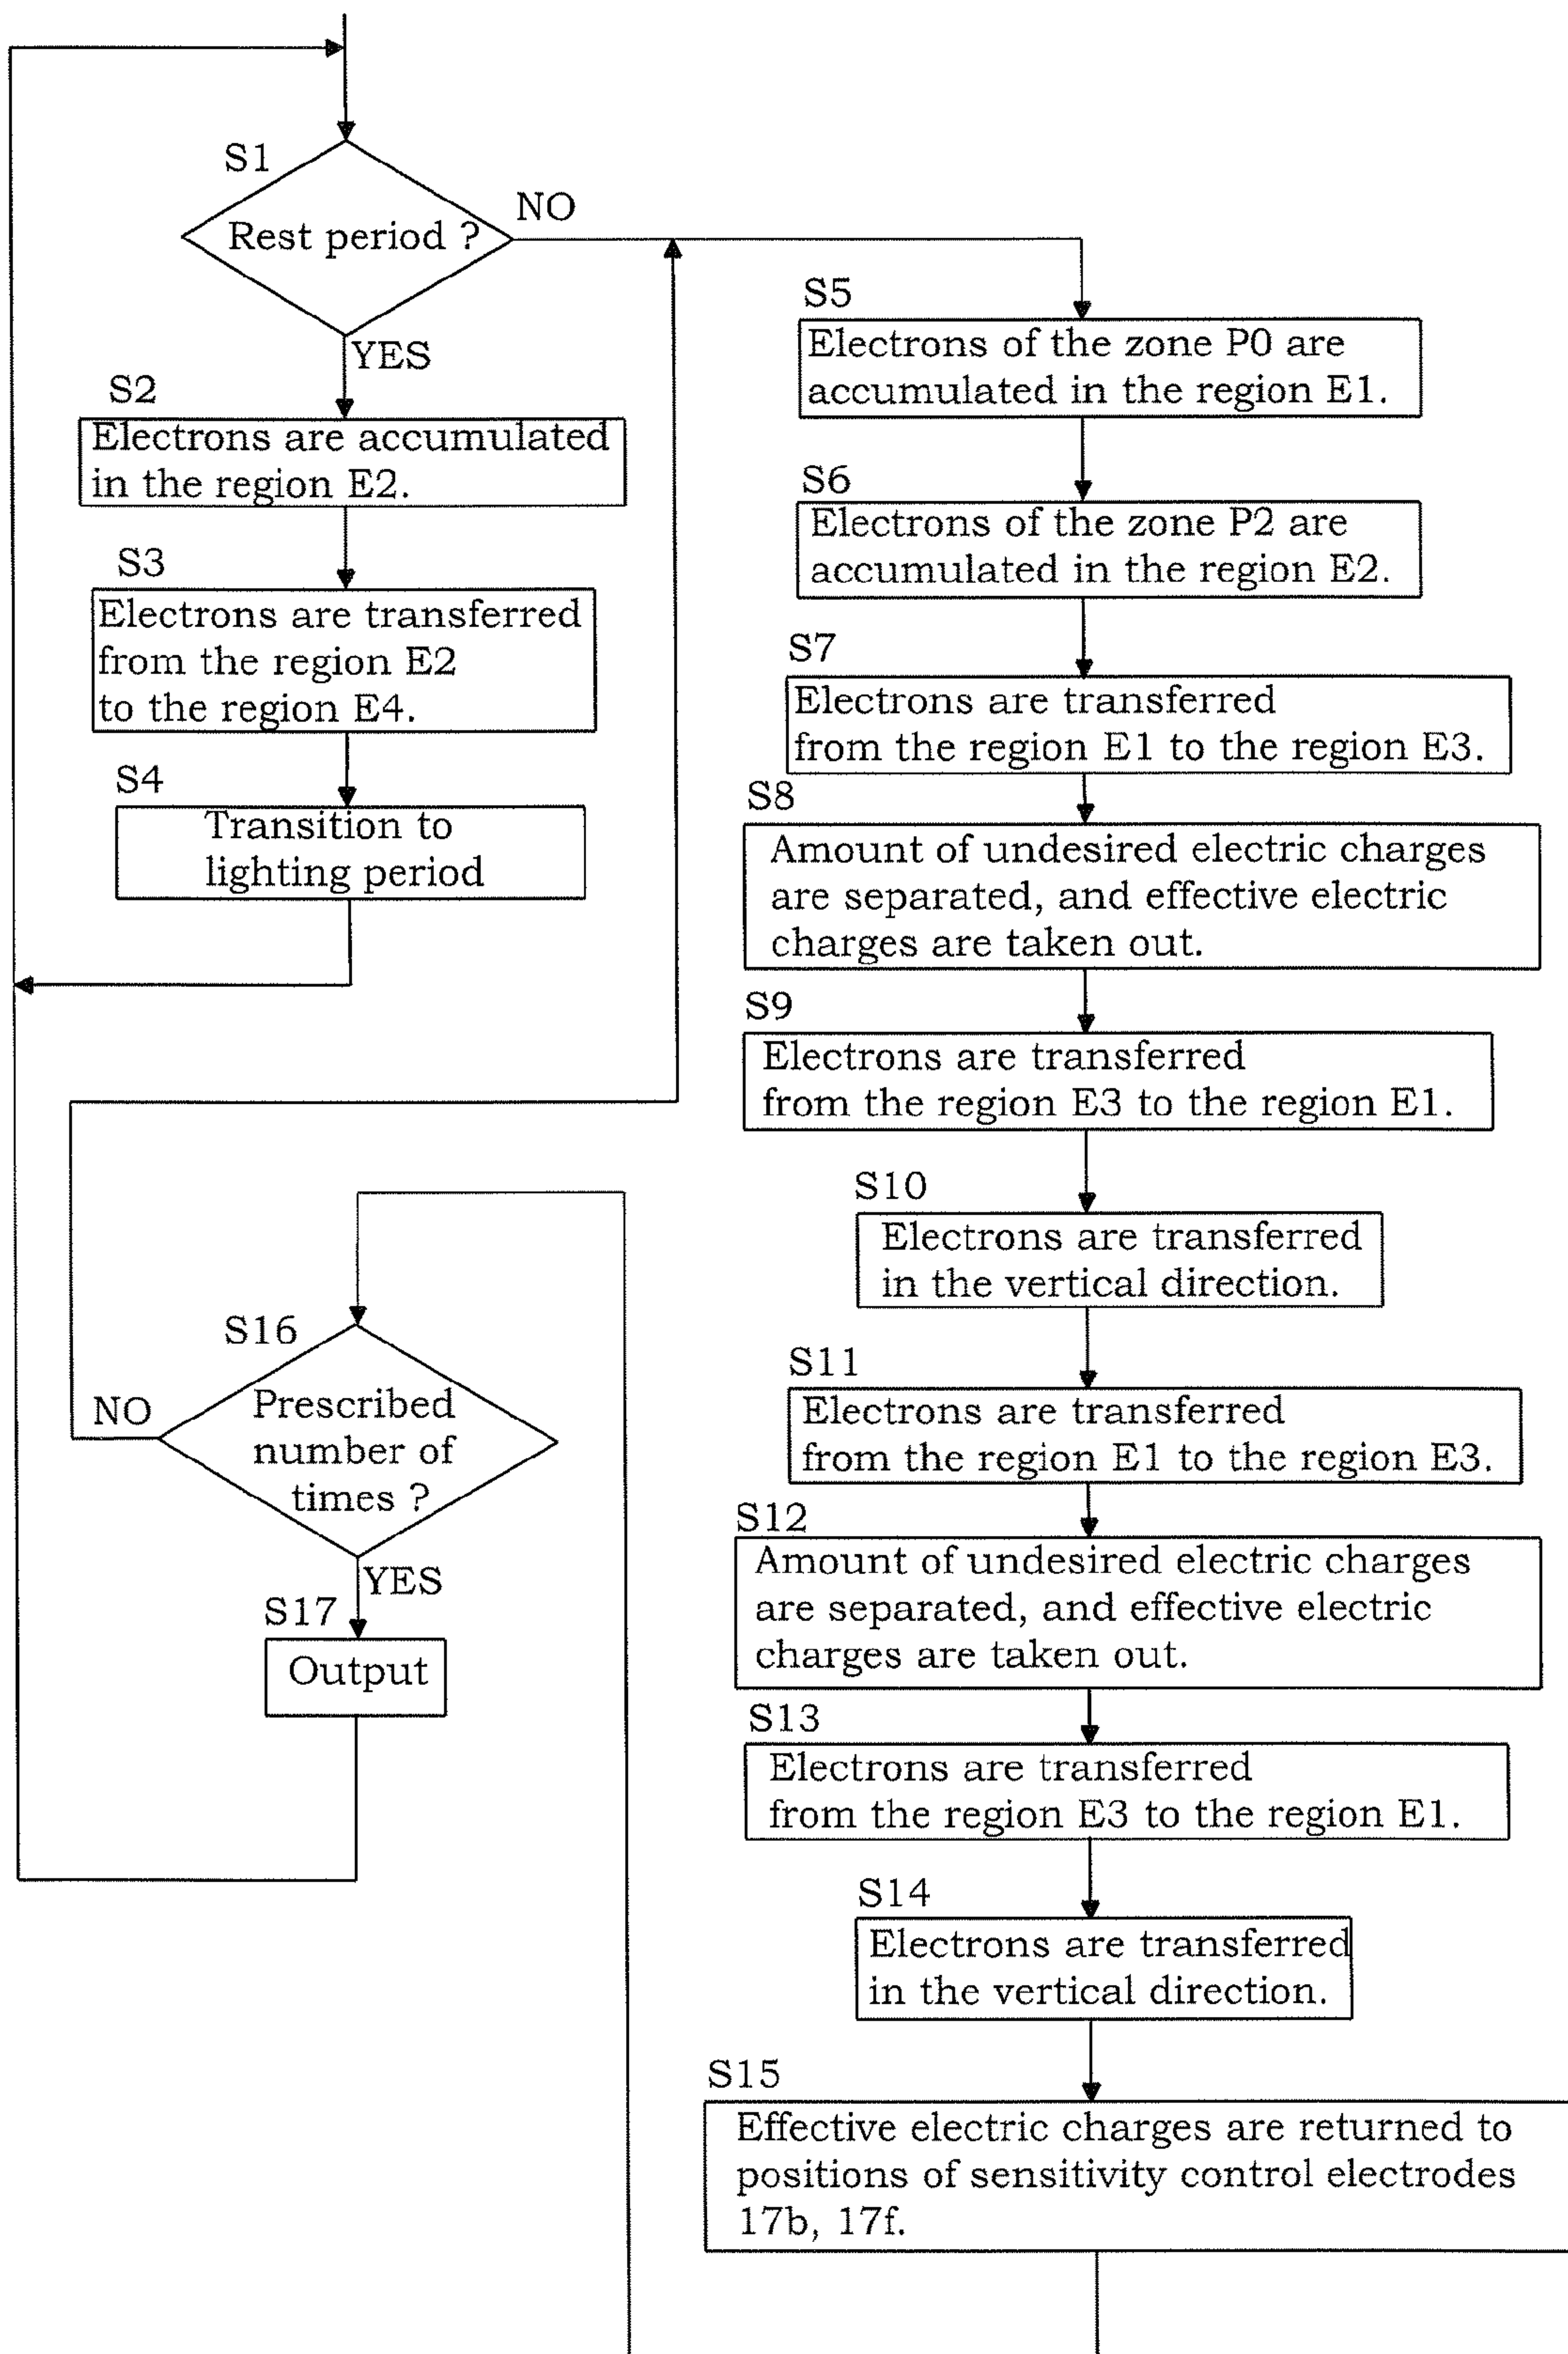 S1
Rest period ?
NO
YES
S2
Electrons are accumulated
in the region E2.
S3
Electrons are transferred
from the region E2
to the region E4.
S4
Transition to
lighting period
S5
Electrons of the zone P0 are
accumulated in the region E1.
S6
Electrons of the zone P2 are
accumulated in the region E2.
S7
Electrons are transferred
from the region E1 to the region E3.
S8
Amount of undesired electric charges
are separated, and effective electric
charges are taken out.
S9
Electrons are transferred
from the region E3 to the region E1.
S10
Electrons are transferred
in the vertical direction.
S11
Electrons are transferred
from the region E1 to the region E3.
S12
Amount of undesired electric charges
are separated, and effective electric
charges are taken out.
S13
Electrons are transferred
from the region E3 to the region E1.
S14
Electrons are transferred
in the vertical direction.
S15
Effective electric charges are returned to
positions of sensitivity control electrodes
17b, 17f.
S16
Prescribed
number of
times ?
NO
YES
S17
Output